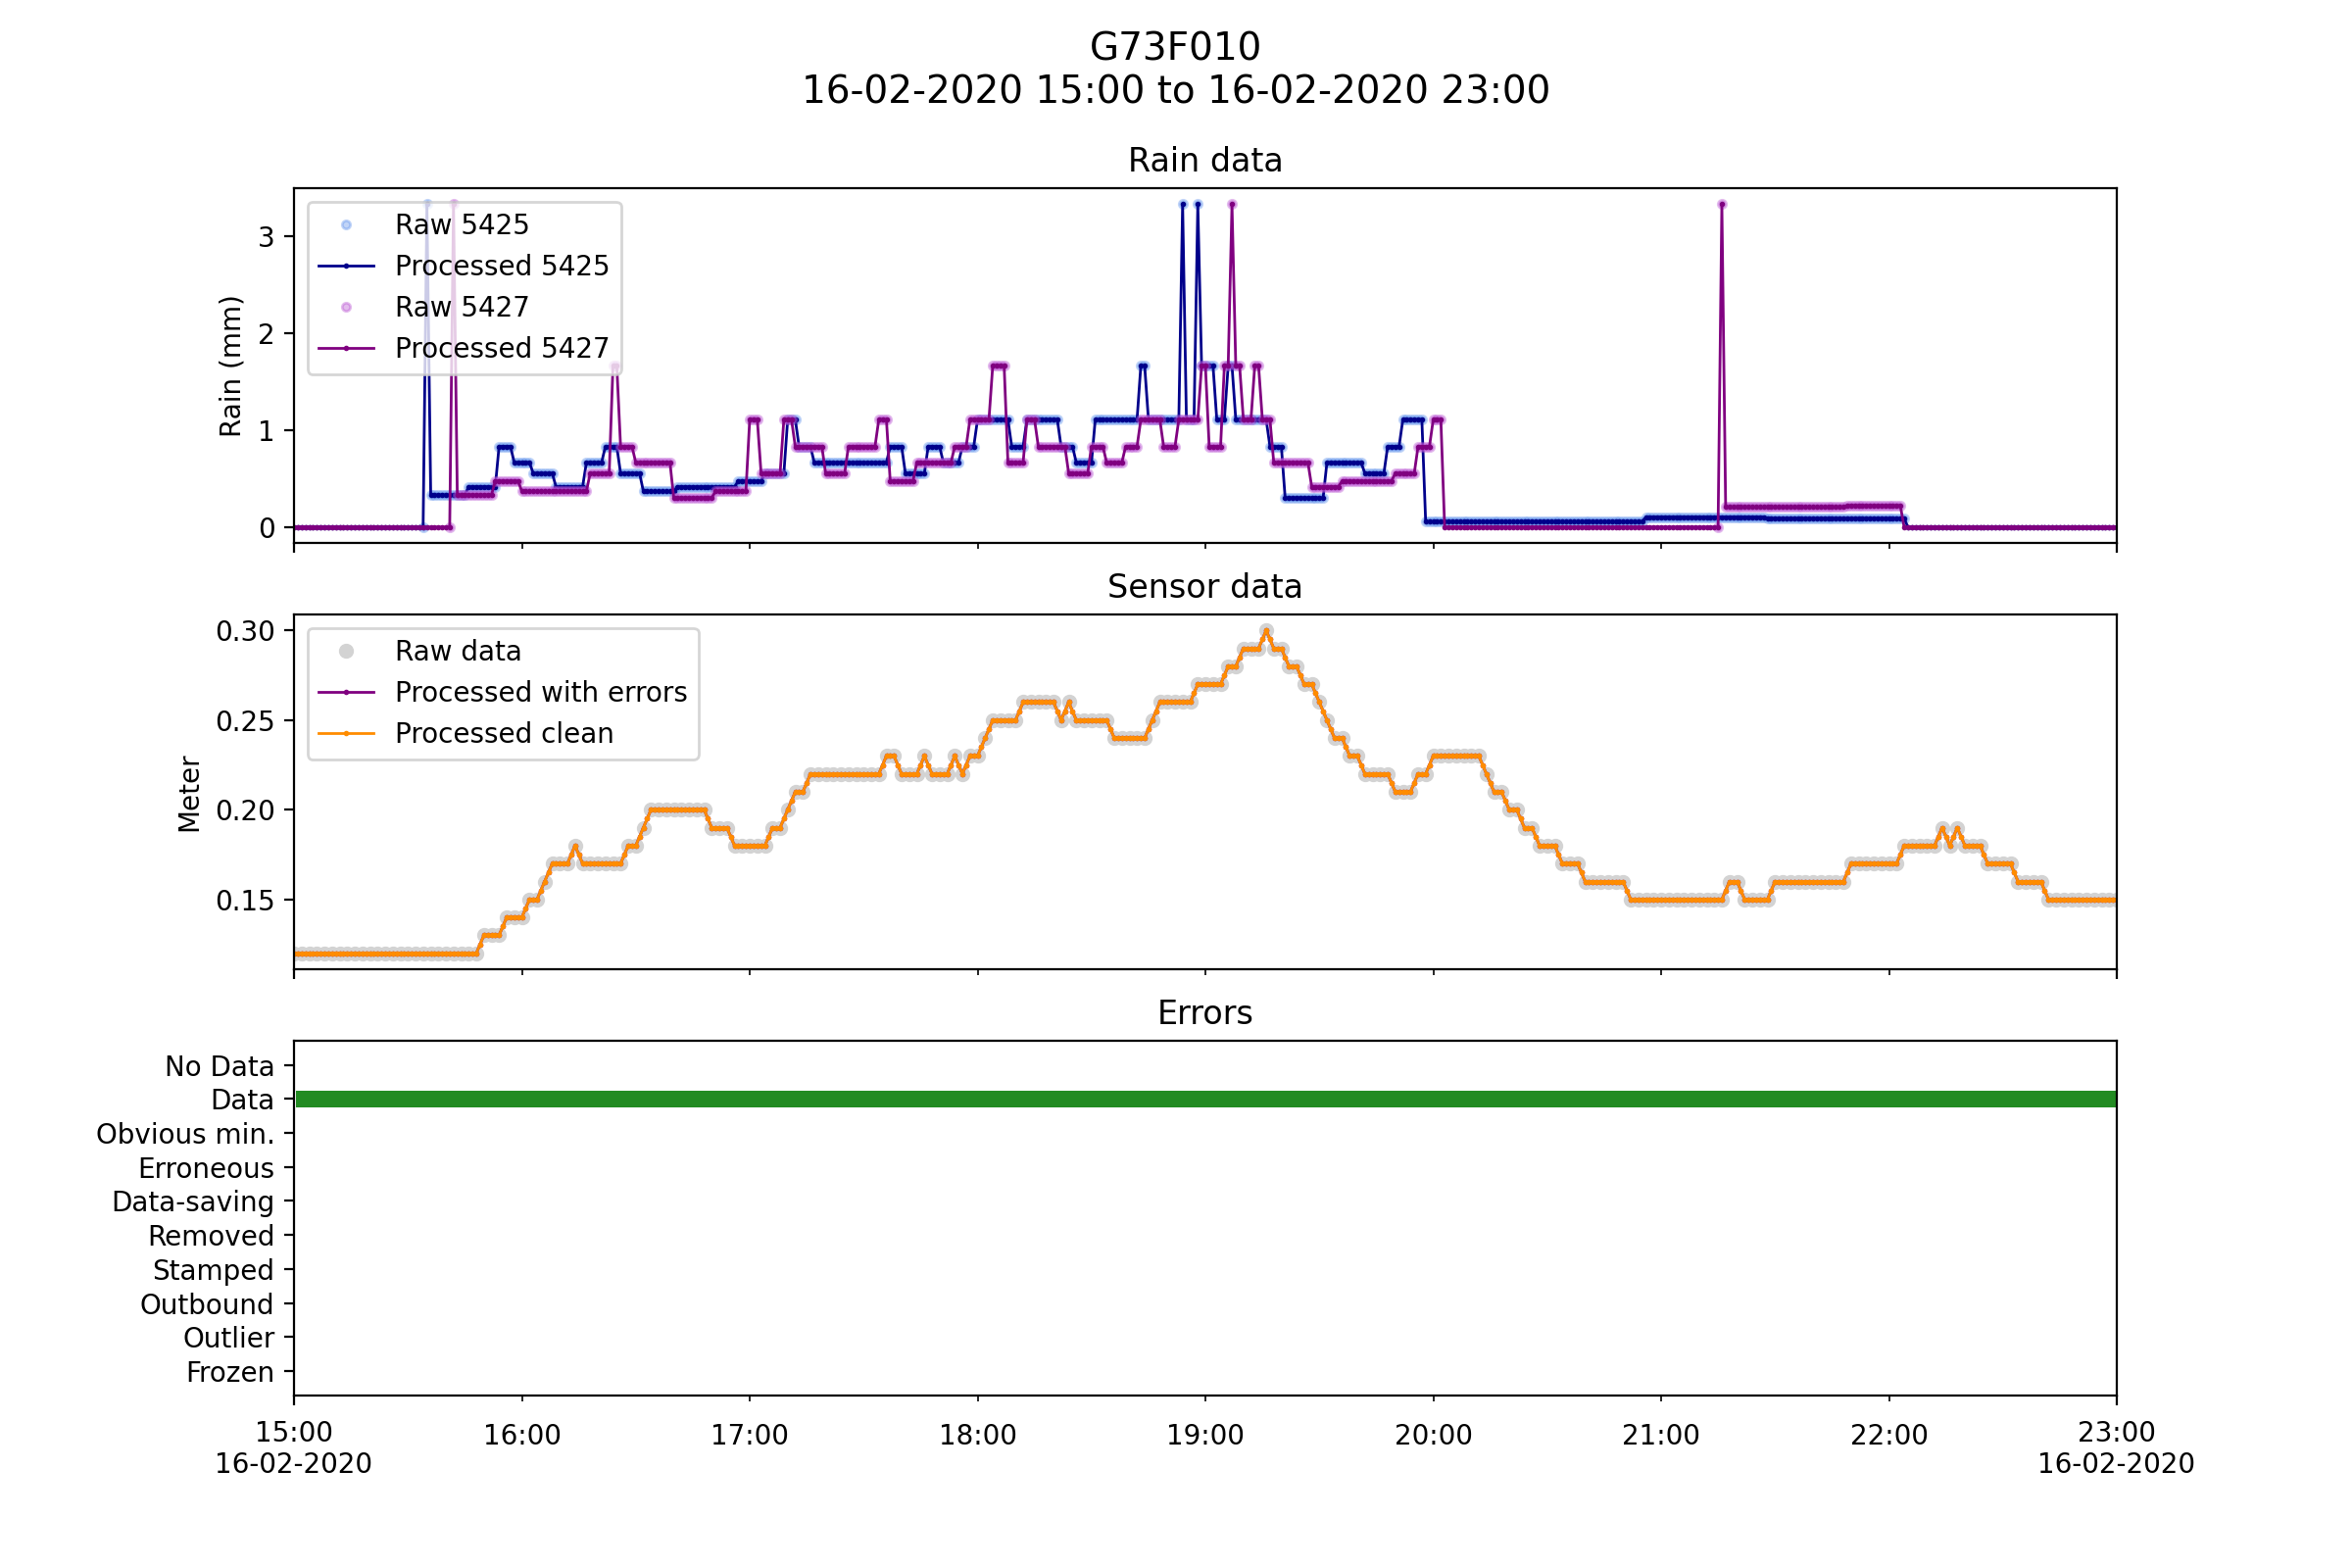 G73F010
16-02-2020 15:00 to 16-02-2020 23:00
Rain data
Rain (mm)
3
2
1
0
Raw 5425
Processed 5425
Raw 5427
Processed 5427
Sensor data
Meter
0.30
0.25
0.20
0.15
Raw data
Processed with errors
Processed clean
Errors
No Data
Data
Obvious min.
Erroneous
Data-saving
Removed
Stamped
Outbound
Outlier
Frozen
15:00 16:00 17:00 18:00 19:00 20:00 21:00 22:00 23:00
16-02-2020 16-02-2020